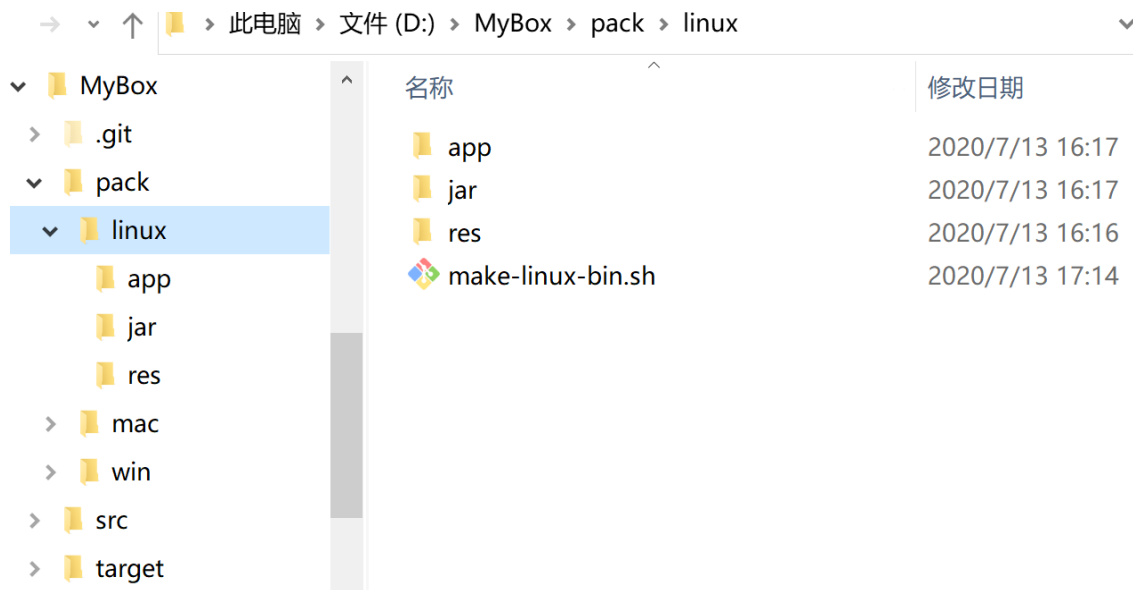 此电脑 文件 (D:) MyBox pack linux
MyBox
.git
pack
linux
app
jar
res
mac
win
src
target
名称 修改日期
app 2020/7/13 16:17
jar 2020/7/13 16:17
res 2020/7/13 16:16
make-linux-bin.sh 2020/7/13 17:14